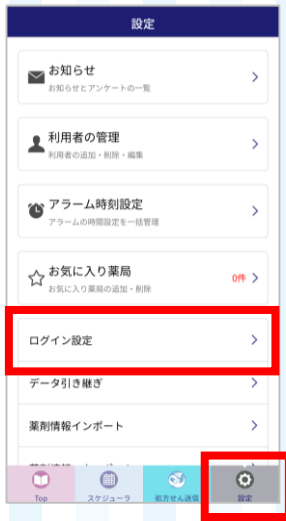 設定
お知らせ
お知らせとアンケートの一覧
利用者の管理
利用者の追加・削除・編集
アラーム時刻設定
アラームの時間設定を一括管理
お気に入り薬局
お気に入り薬局の追加・削除
0件
ログイン設定
データ引き継ぎ
薬剤情報インポート
Top
スケジューラ
処方せん送信
設定